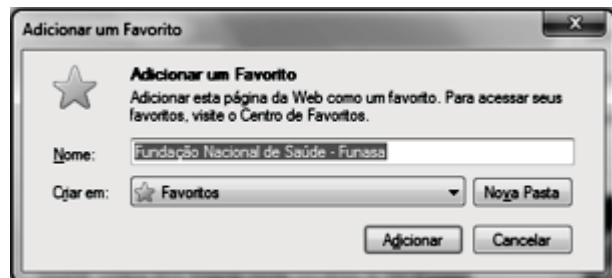 Adicionar um Favorito
Adicionar um Favorito
Adicionar esta página da Web como um favorito. Para acessar seus
favoritos, visite o Centro de Favoritos.
Nome: Fundação Nacional de Saúde - Funasa
Criar em: Favoritos Nova Pasta
Adicionar Cancelar